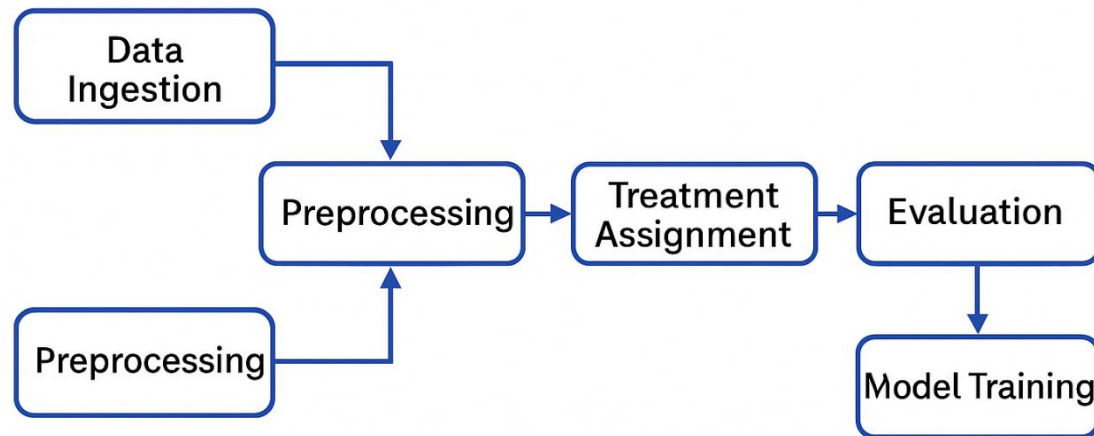 Data
Ingestion
Preprocessing
Treatment
Assignment
Evaluation
Preprocessing
Model Training